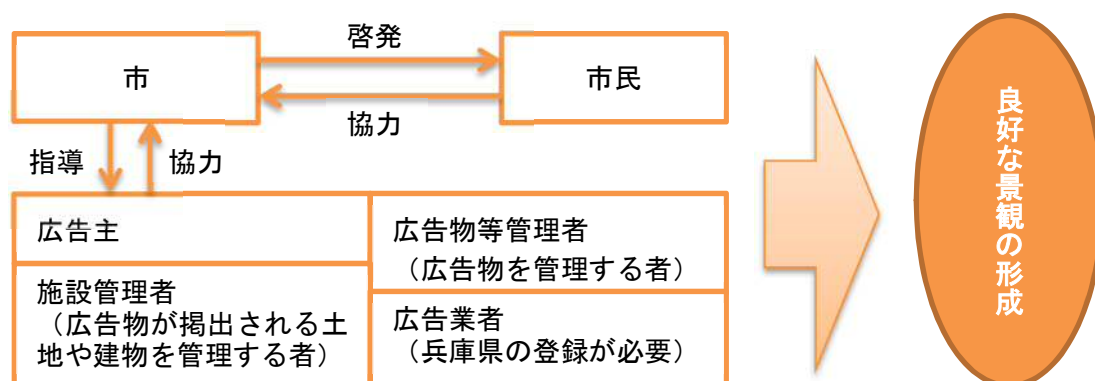 啓発
市
市民
協力
指導
協力
広告主
広告物等管理者
（広告物を管理する者）
施設管理者
（広告物が掲出される土
地や建物を管理する者）
広告業者
（兵庫県の登録が必要）
良好な景観の形成